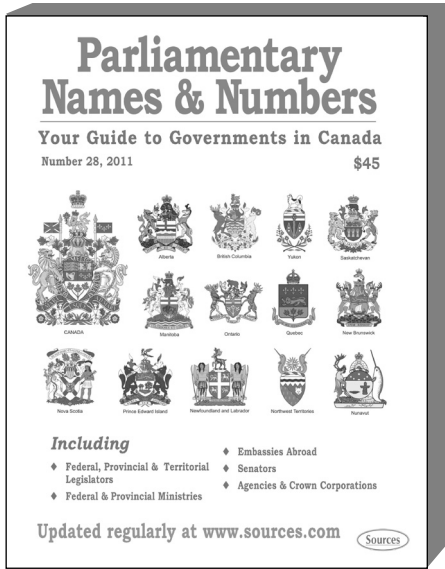 Parliamentary
Names & Numbers
Your Guide to Governments in Canada
Number 28, 2011
$45
Alberta
British Columbia
Yukon
Saskatchewan
CANADA
Manitoba
Ontario
Quebec
New Brunswick
Nova Scotia
Prince Edward Island
Newfoundland and Labrador
Northwest Territories
Nunavut
Including
♦ Federal, Provincial & Territorial
Legislators
♦ Federal & Provincial Ministries
♦ Embassies Abroad
♦ Senators
♦ Agencies & Crown Corporations
Updated regularly at www.sources.com
Sources